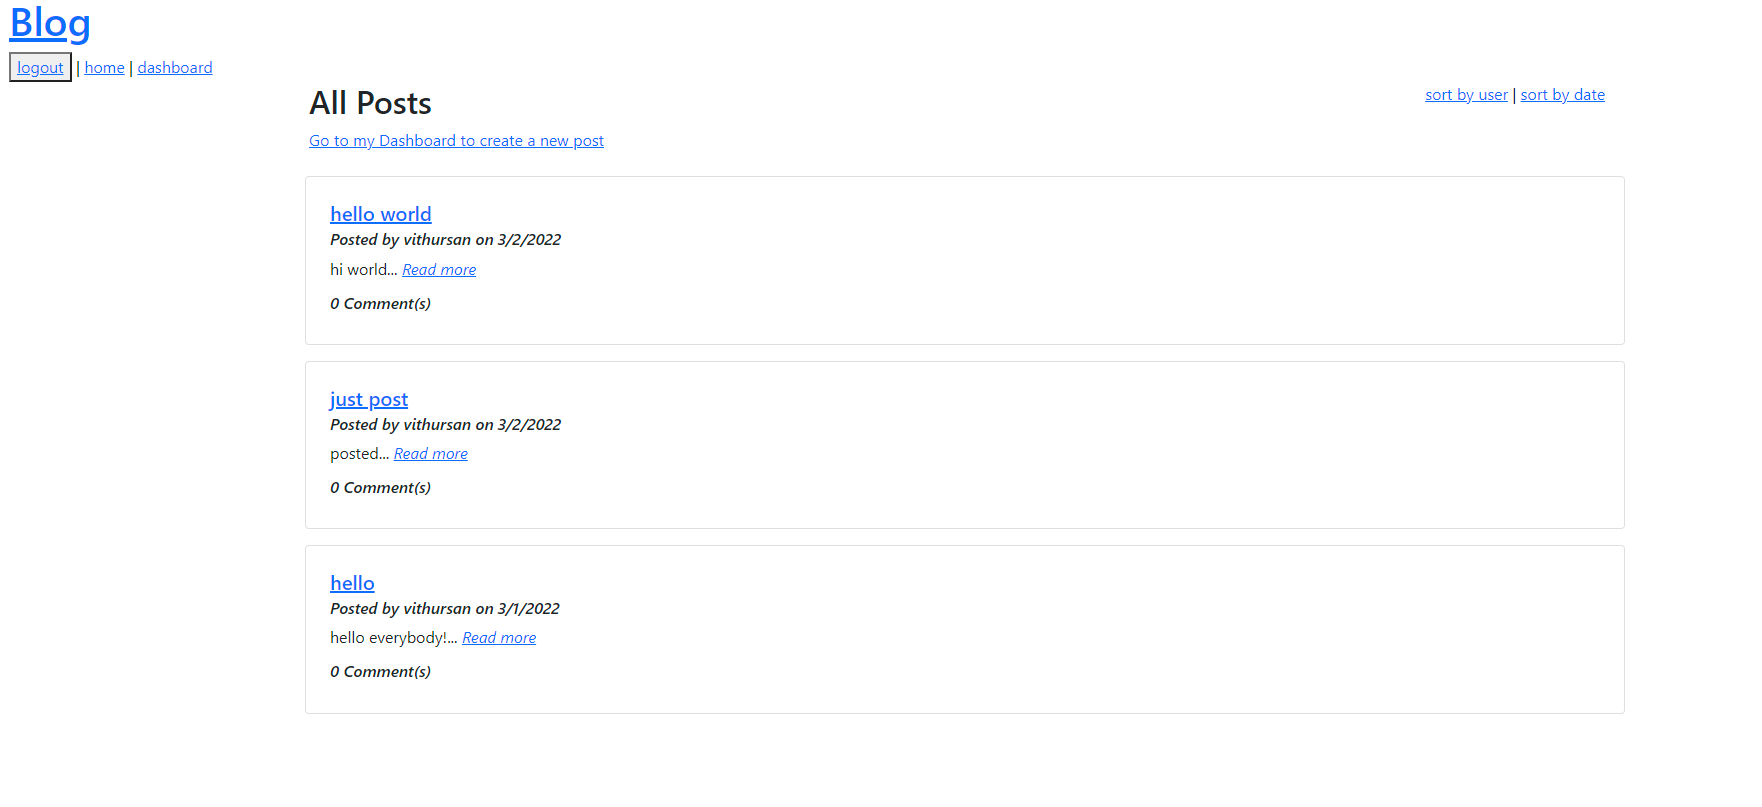 Blog
logout | home | dashboard
All Posts
sort by user | sort by date
Go to my Dashboard to create a new post
hello world
Posted by vithursan on 3/2/2022
hi world... Read more
0 Comment(s)
just post
Posted by vithursan on 3/2/2022
posted... Read more
0 Comment(s)
hello
Posted by vithursan on 3/1/2022
hello everybody!... Read more
0 Comment(s)